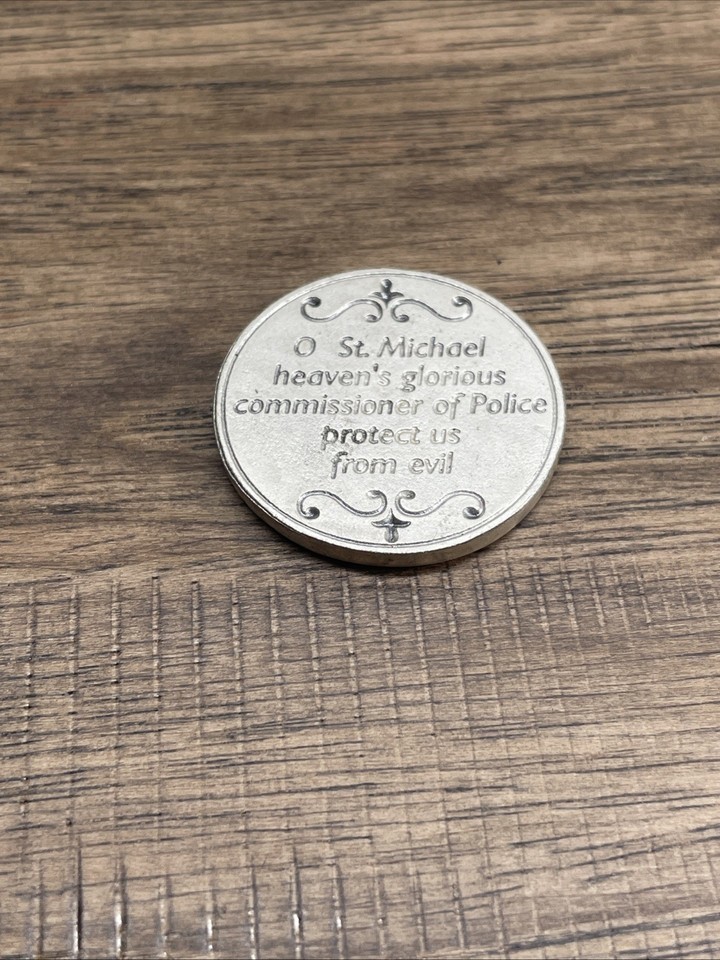 O St. Michael
heaven's glorious
commissioner of Police
protect us
from evil